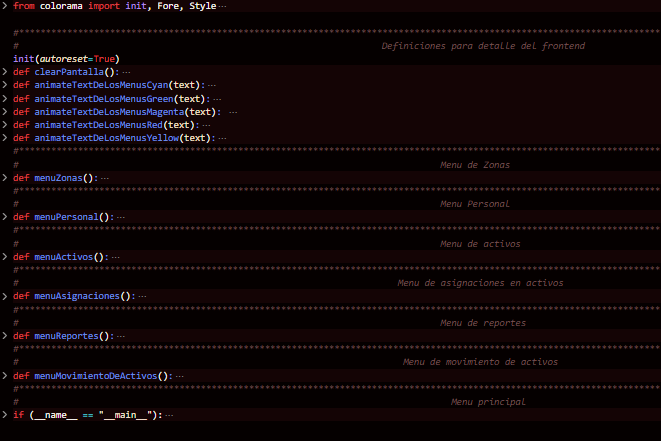 from colorama import init, Fore, Style ···
#************************************************************************************************************
# Definiciones para detalle del frontend
init(autoreset=True)
def clearPantalla(): ···
def animateTextDeLosMenusCyan(text): ···
def animateTextDeLosMenusGreen(text): ···
def animateTextDeLosMenusMagenta(text): ···
def animateTextDeLosMenusRed(text): ···
def animateTextDeLosMenusYellow(text): ···
#************************************************************************************************************
# Menu de Zonas
def menuZonas(): ···
#************************************************************************************************************
# Menu Personal
def menuPersonal(): ···
#************************************************************************************************************
# Menu de activos
def menuActivos(): ···
#************************************************************************************************************
# Menu de asignaciones en activos
def menuAsignaciones(): ···
#************************************************************************************************************
# Menu de reportes
def menuReportes(): ···
#************************************************************************************************************
# Menu de movimiento de activos
def menuMovimientoDeActivos(): ···
#************************************************************************************************************
# Menu principal
if (__name__ == "__main__"): ···